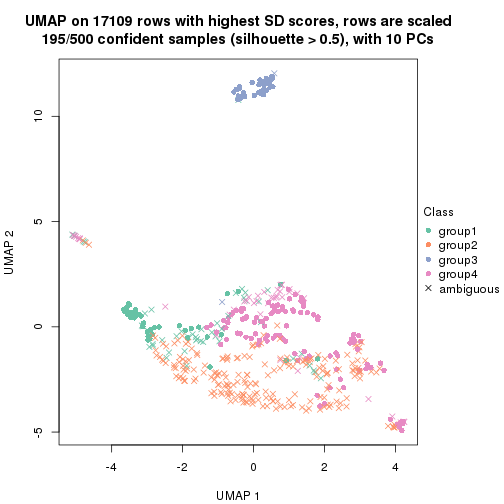 UMAP on 17109 rows with highest SD scores, rows are scaled
195/500 confident samples (silhouette > 0.5), with 10 PCs
10
5
0
-5
UMAP 2
-4
-2
0
2
4
UMAP 1
Class
group1
group2
group3
group4
ambiguous